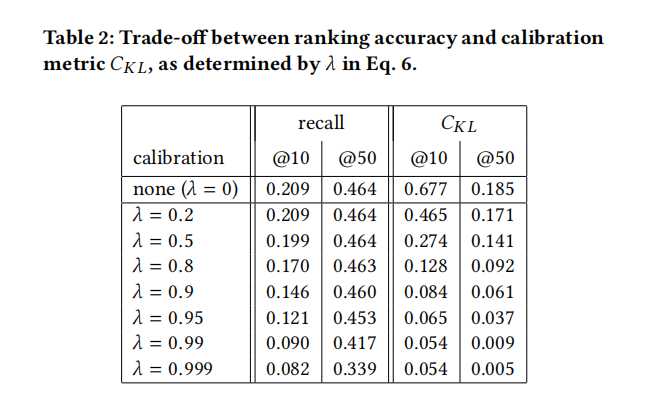 Table 2: Trade-off between ranking accuracy and calibration
metric C_KL, as determined by λ in Eq. 6.
recall C_KL
calibration @10 @50 @10 @50
none (λ = 0) 0.209 0.464 0.677 0.185
λ = 0.2 0.209 0.464 0.465 0.171
λ = 0.5 0.199 0.464 0.274 0.141
λ = 0.8 0.170 0.463 0.128 0.092
λ = 0.9 0.146 0.460 0.084 0.061
λ = 0.95 0.121 0.453 0.065 0.037
λ = 0.99 0.090 0.417 0.054 0.009
λ = 0.999 0.082 0.339 0.054 0.005